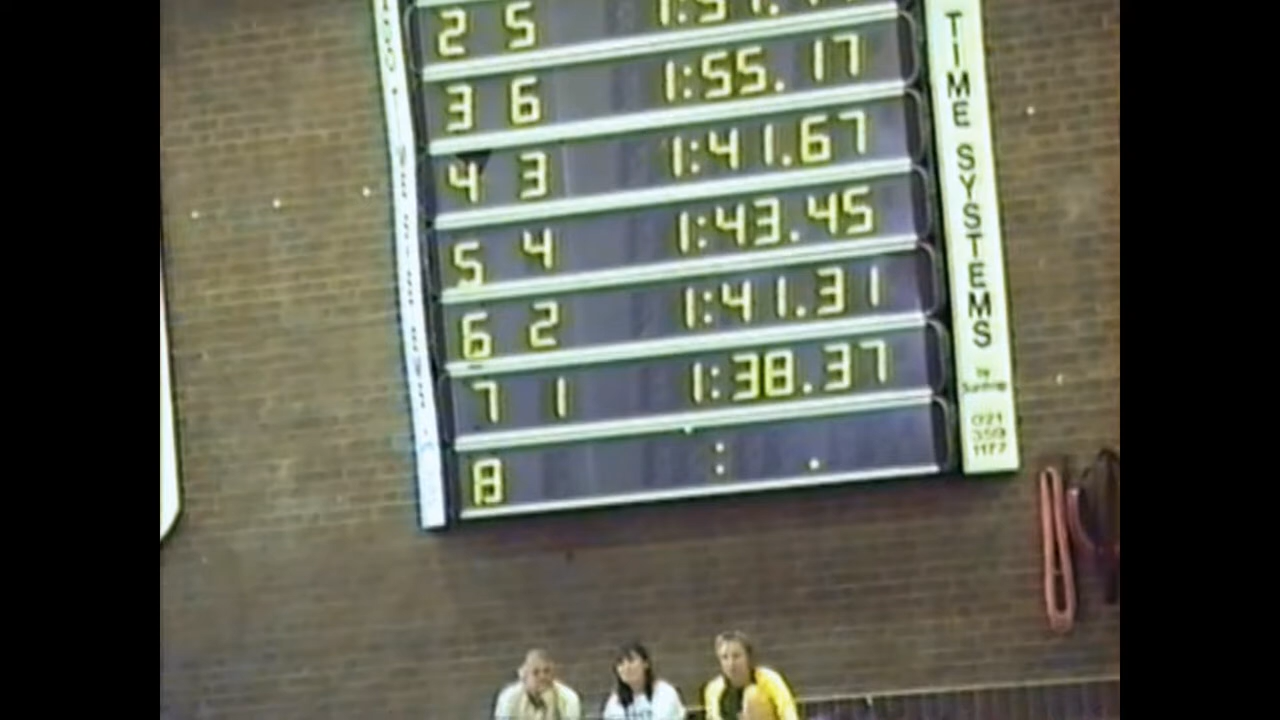 2 5
3 6 1:55.17
4 3 1:41.67
5 4 1:43.45
6 2 1:41.31
7 1 1:38.37
8 : .
TIME SYSTEMS
by
021
359
1177